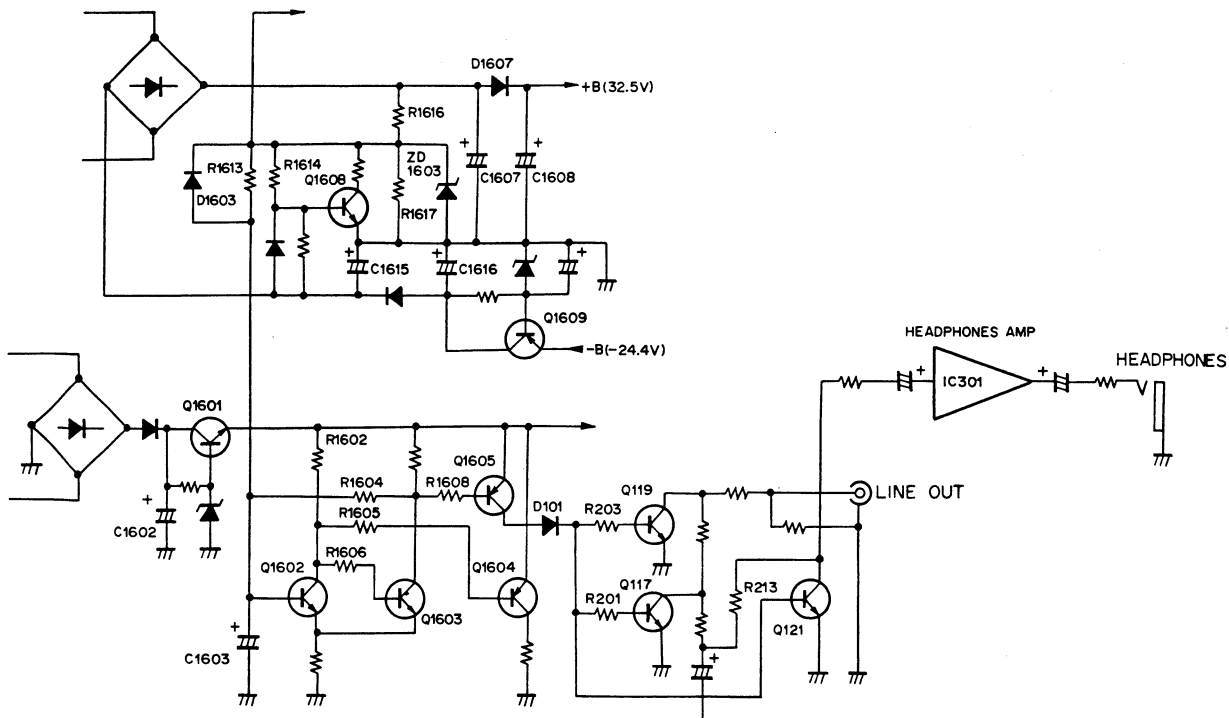 D1607
+B(32.5V)
R1616
+
+
R1613
R1614
ZD
1603
Q1608
C1607
C1608
D1603
R1617
+
+
+
C1615
C1616
Q1609
-B(-24.4V)
HEADPHONES AMP
HEADPHONES
+
IC301
+
Q1601
R1602
Q1605
R1604
R1608
+
R1605
D101
R203
Q119
LINE OUT
C1602
R1606
Q1602
Q1604
R201
Q117
R213
Q1603
+
Q121
C1603
+